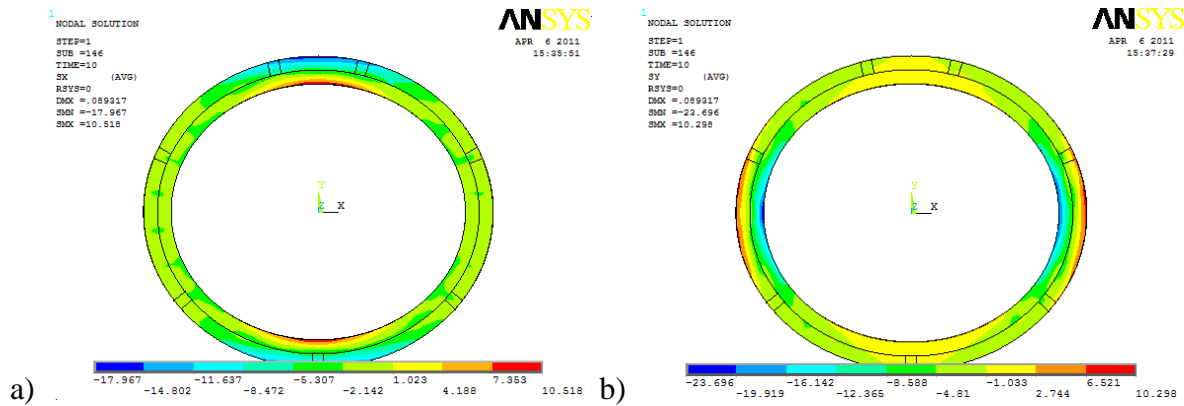 1
NODAL SOLUTION
STEP=1
SUB =146
TIME=10
SX (AVG)
RSYS=0
DMX =.089317
SMN =-17.967
SMX =10.518
ANSYS
APR 6 2011
15:35:51
Y
Z X
-17.967 -11.637 -5.307 1.023 7.353
-14.802 -8.472 -2.142 4.188 10.518
a)
1
NODAL SOLUTION
STEP=1
SUB =146
TIME=10
SY (AVG)
RSYS=0
DMX =.089317
SMN =-23.696
SMX =10.298
ANSYS
APR 6 2011
15:37:29
Y
Z X
-23.696 -16.142 -8.588 -1.033 6.521
-19.919 -12.365 -4.81 2.744 10.298
b)